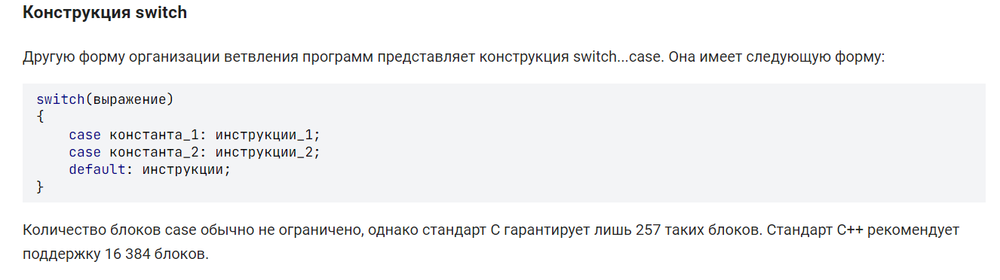 Конструкция switch
Другую форму организации ветвления программ представляет конструкция switch...case. Она имеет следующую форму:
switch(выражение)
{
    case константа_1: инструкции_1;
    case константа_2: инструкции_2;
    default: инструкции;
}
Количество блоков case обычно не ограничено, однако стандарт C гарантирует лишь 257 таких блоков. Стандарт C++ рекомендует
поддержку 16 384 блоков.